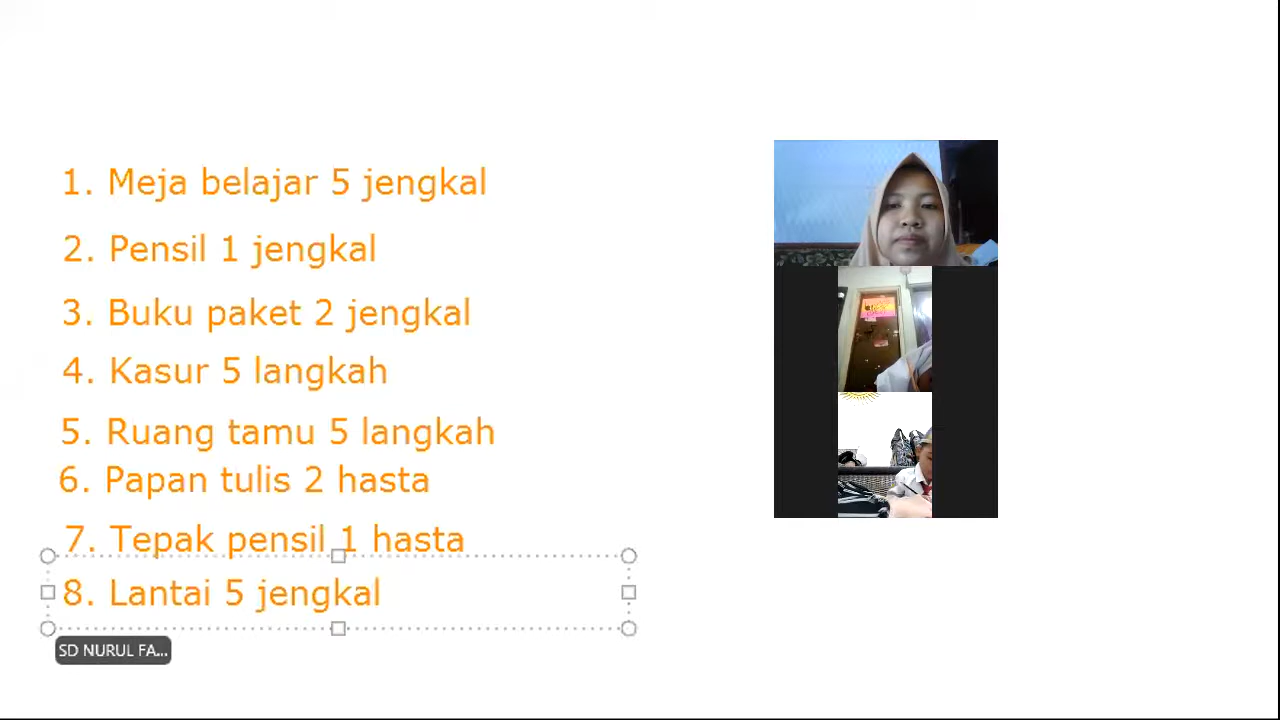 1. Meja belajar 5 jengkal
2. Pensil 1 jengkal
3. Buku paket 2 jengkal
4. Kasur 5 langkah
5. Ruang tamu 5 langkah
6. Papan tulis 2 hasta
7. Tepak pensil 1 hasta
8. Lantai 5 jengkal
SD NURUL FA...